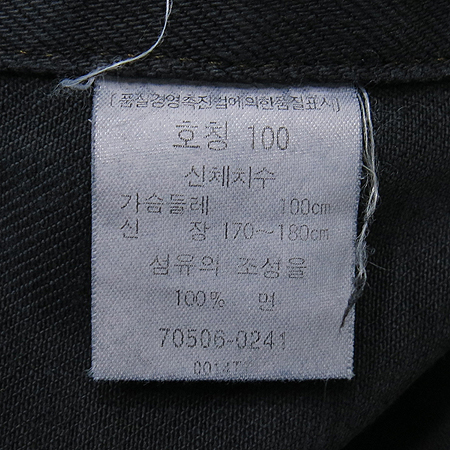 [품질경영촉진법에의한품질표시]
호칭 100
신체치수
가슴둘레 100cm
신 장 170~180cm
섬유의 조성율
100% 면
70506-0241